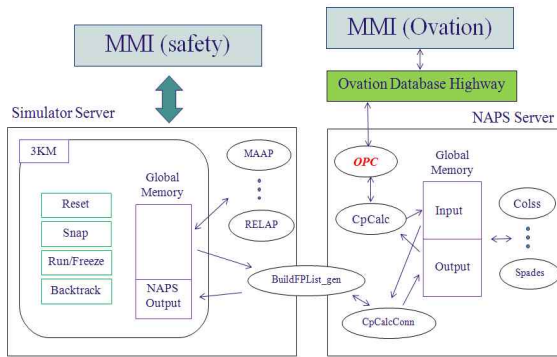 MMI (safety)
MMI (Ovation)
Ovation Database Highway
Simulator Server
NAPS Server
3KM
Reset
Snap
Run/Freeze
Backtrack
Global
Memory
NAPS
Output
MAAP
RELAP
BuildFPList_gen
OPC
CpCalc
CpCalcConn
Global
Memory
Input
Output
Colss
Spades